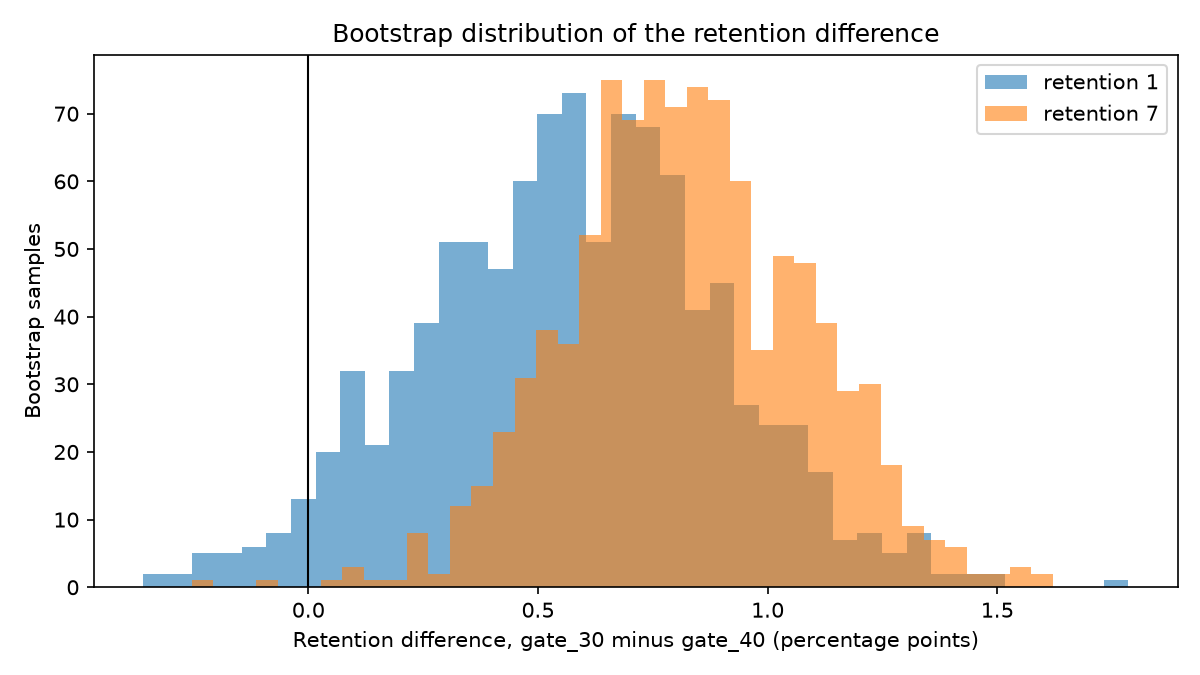 Bootstrap distribution of the retention difference
retention 1
retention 7
Bootstrap samples
70
60
50
40
30
20
10
0
0.0 0.5 1.0 1.5
Retention difference, gate_30 minus gate_40 (percentage points)